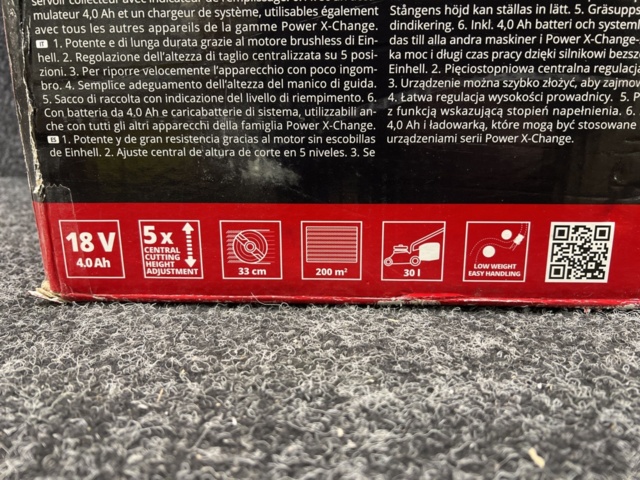 mulateur 4,0 Ah et un chargeur de système, utilisables également
avec tous les autres appareils de la gamme Power X-Change.
IT 1. Potente e di lunga durata grazie al motore brushless di Ein-
hell. 2. Regolazione dell'altezza di taglio centralizzata su 5 posi-
zioni. 3. Per riporre velocemente l'apparecchio con poco ingom-
bro. 4. Semplice adeguamento dell'altezza del manico di guida.
5. Sacco di raccolta con indicazione del livello di riempimento. 6.
Con batteria da 4,0 Ah e caricabatterie di sistema, utilizzabili an-
che con tutti gli altri apparecchi della famiglia Power X-Change.
ES 1. Potente y de gran resistencia gracias al motor sin escobillas
de Einhell. 2. Ajuste central de altura de corte en 5 niveles. 3. Se
Stångens höjd kan ställas in lätt. 5. Gräsupps
dindikering. 6. Inkl. 4,0 Ah batteri och system
das till alla andra maskiner i Power X-Change-
ka moc i długi czas pracy dzięki silnikowi bezszc
Einhell. 2. Pięciostopniowa centralna regulacja
3. Urządzenie można szybko złożyć, aby zajmow
4. Łatwa regulacja wysokości prowadnicy. 5. P
z funkcją wskazującą stopień napełnienia. 6.
4,0 Ah i ładowarką, które mogą być stosowane
urządzeniami serii Power X-Change.
18 V
4.0 Ah
5 x
CENTRAL
CUTTING
HEIGHT
ADJUSTMENT
33 cm
200 m²
30 l
LOW WEIGHT
EASY HANDLING